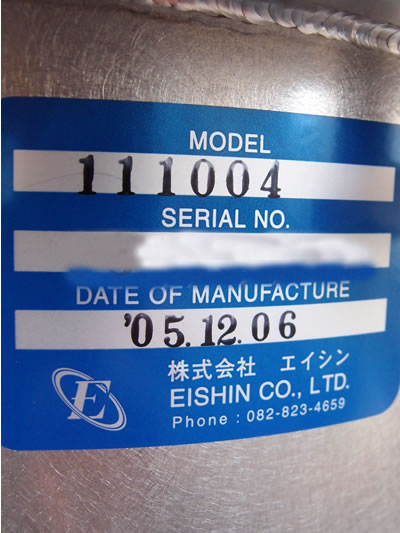 MODEL
111004
SERIAL NO.
DATE OF MANUFACTURE
'05.12.06
株式会社 エイシン
E
EISHIN CO., LTD.
Phone : 082-823-4659